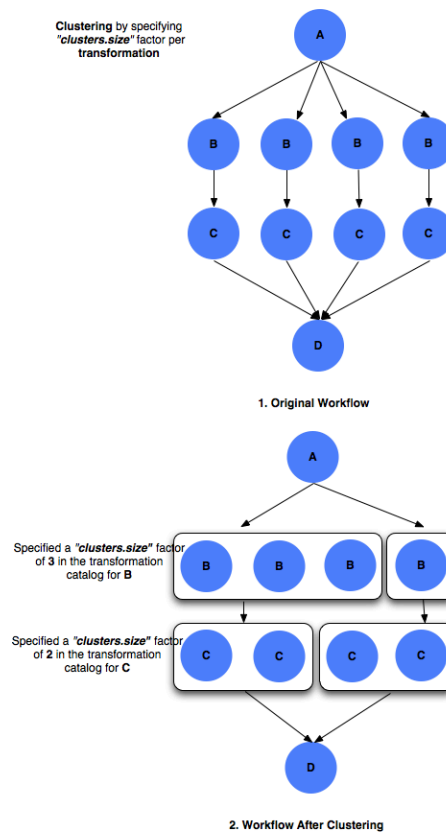 Clustering by specifying
"clusters.size" factor per
transformation
A
B B B B
C C C C
D
1. Original Workflow
A
Specified a "clusters.size" factor
of 3 in the transformation
catalog for B
B B B B
Specified a "clusters.size" factor
of 2 in the transformation
catalog for C
C C C C
D
2. Workflow After Clustering